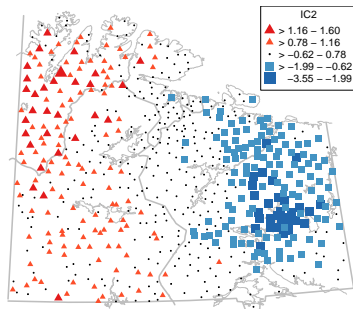 IC2
> 1.16 – 1.60
> 0.78 – 1.16
> −0.62 – 0.78
> −1.99 – −0.62
−3.55 – −1.99